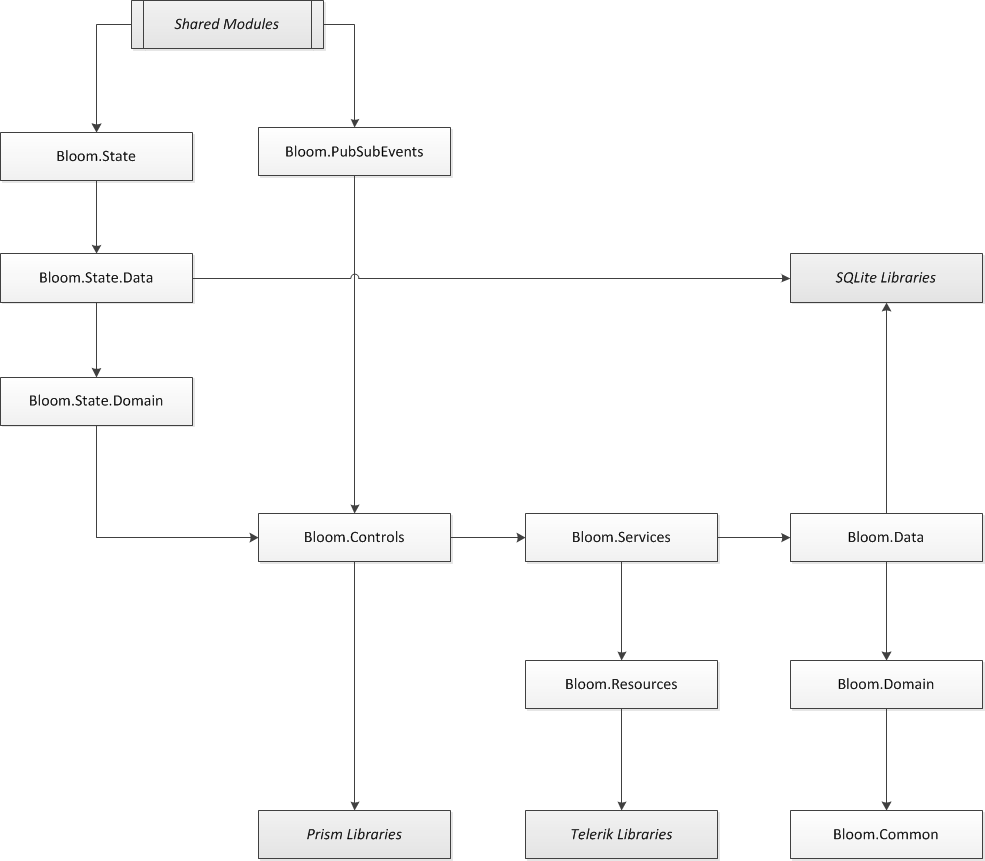 Shared Modules
Bloom.State
Bloom.PubSubEvents
Bloom.State.Data
SQLite Libraries
Bloom.State.Domain
Bloom.Controls
Bloom.Services
Bloom.Data
Bloom.Resources
Bloom.Domain
Prism Libraries
Telerik Libraries
Bloom.Common